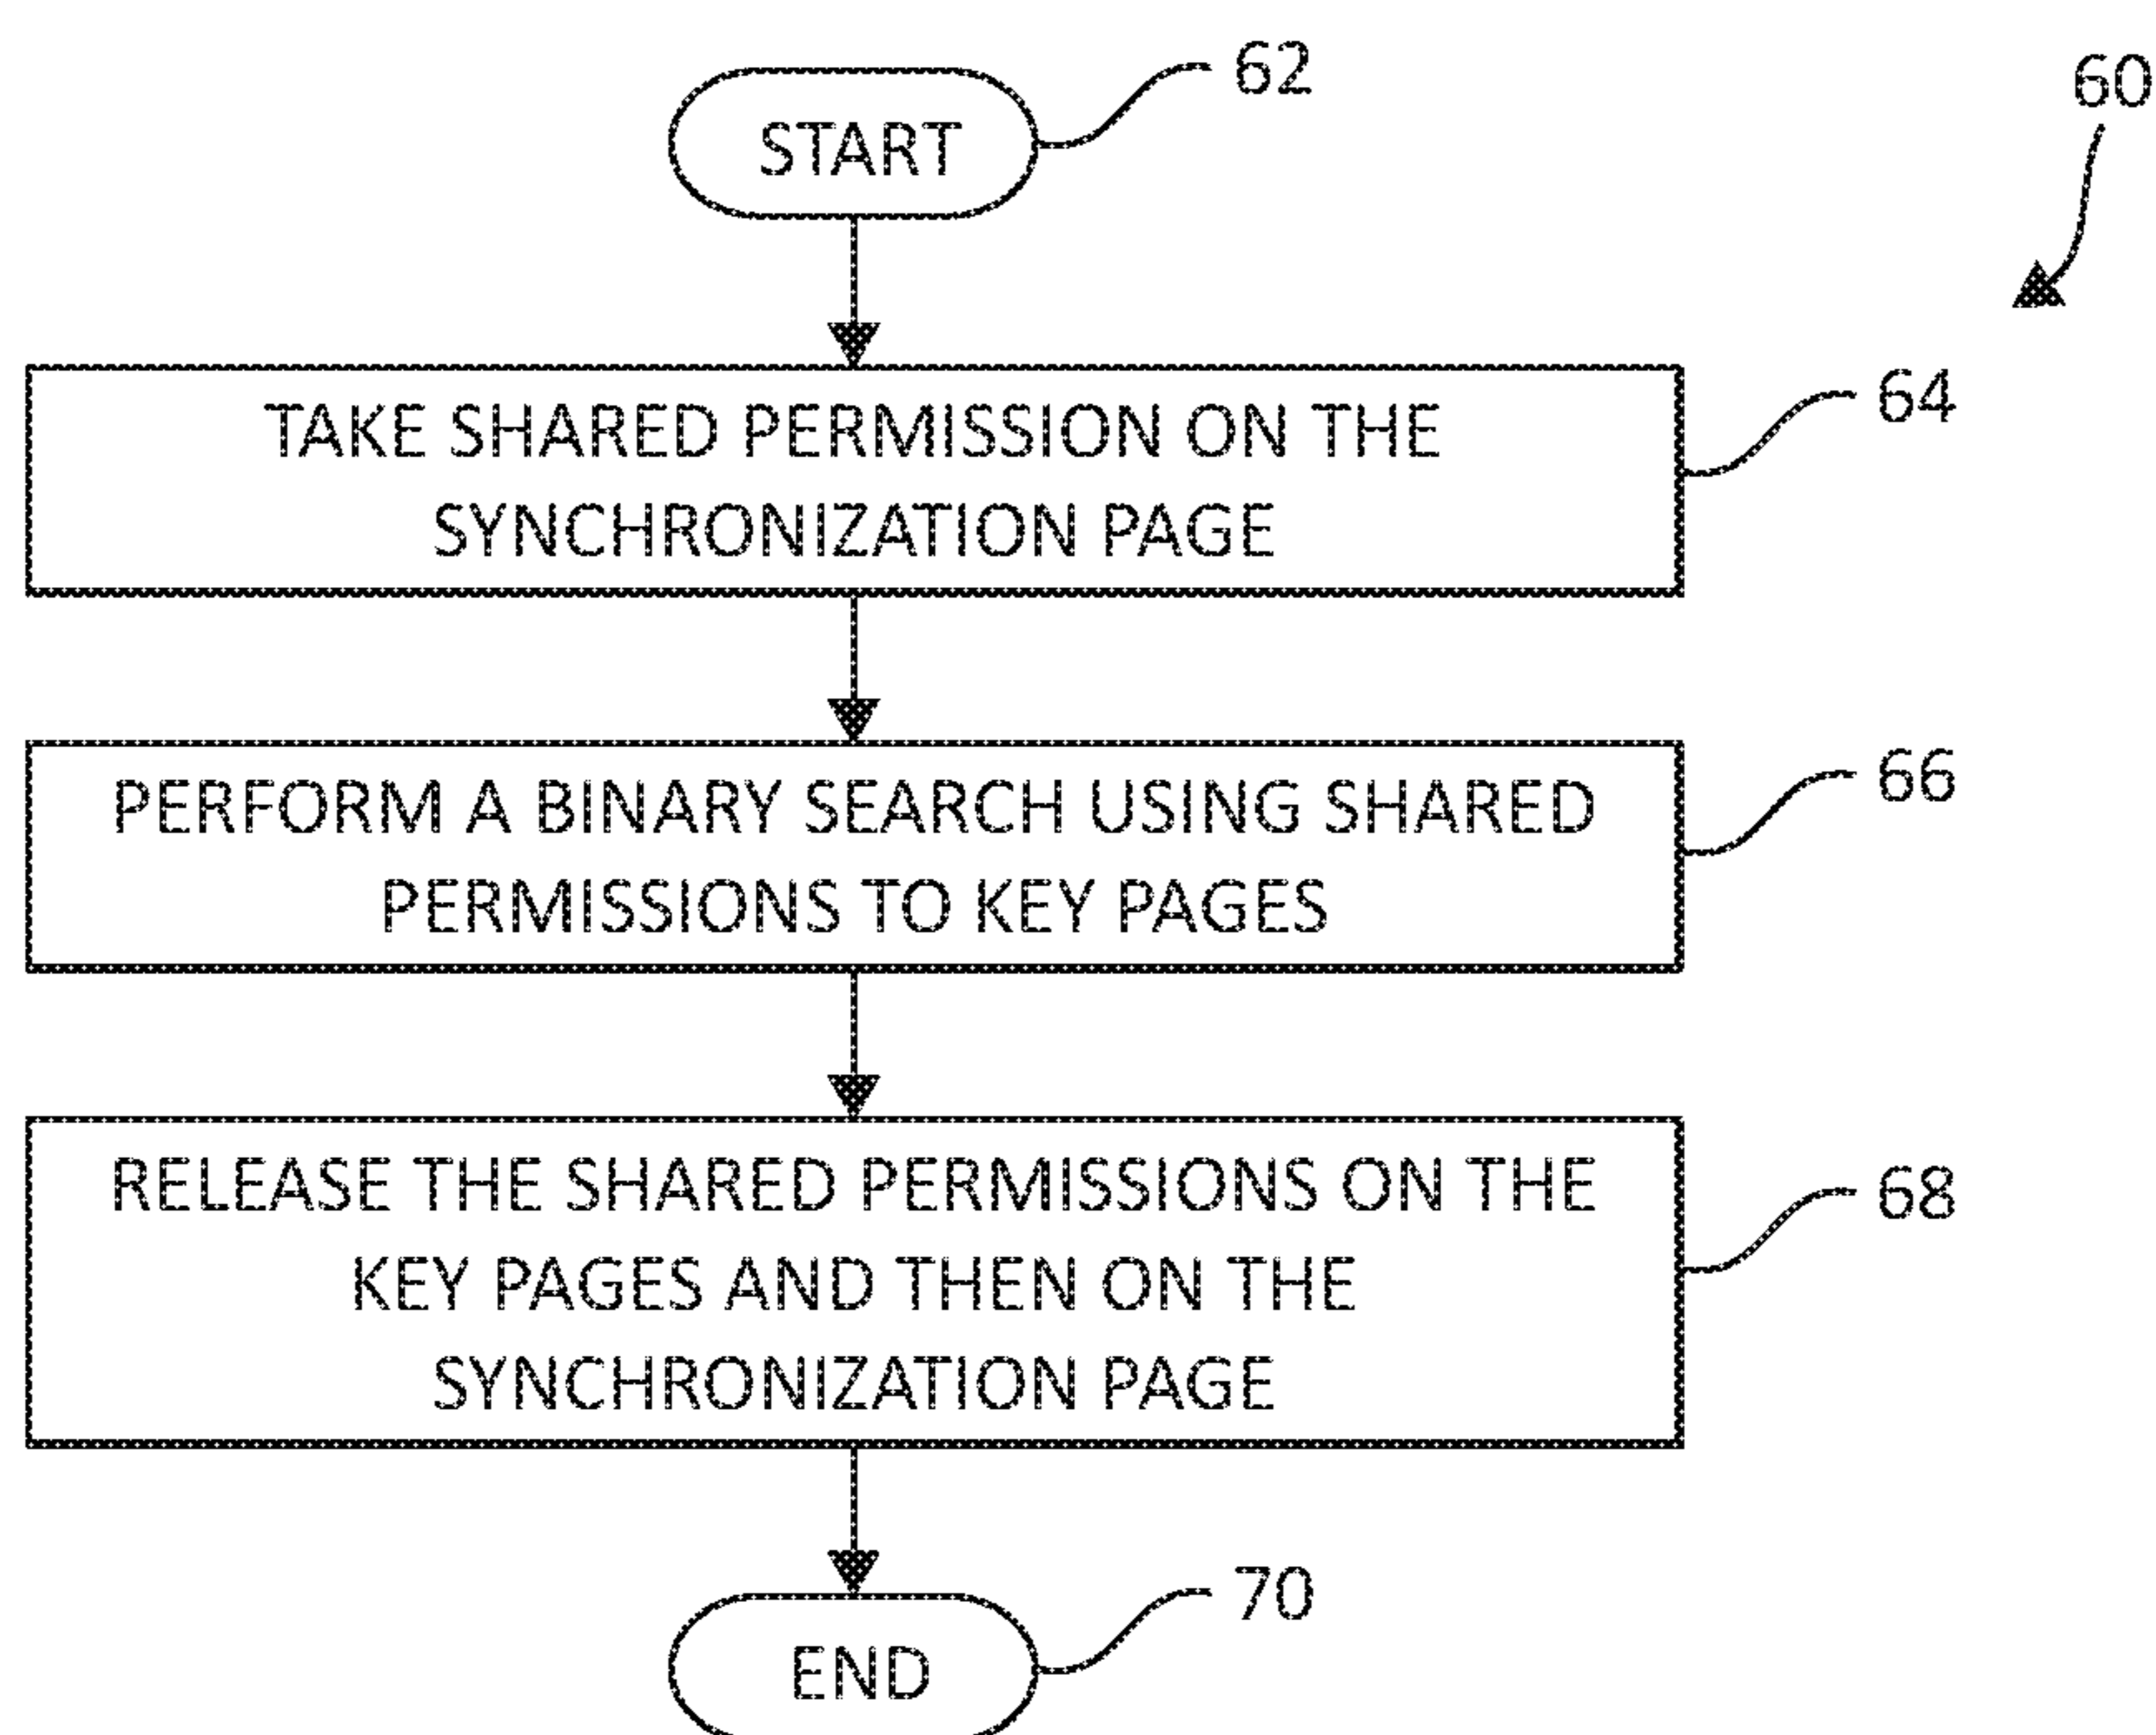 62
60
START
64
TAKE SHARED PERMISSION ON THE
SYNCHRONIZATION PAGE
66
PERFORM A BINARY SEARCH USING SHARED
PERMISSIONS TO KEY PAGES
68
RELEASE THE SHARED PERMISSIONS ON THE
KEY PAGES AND THEN ON THE
SYNCHRONIZATION PAGE
70
END